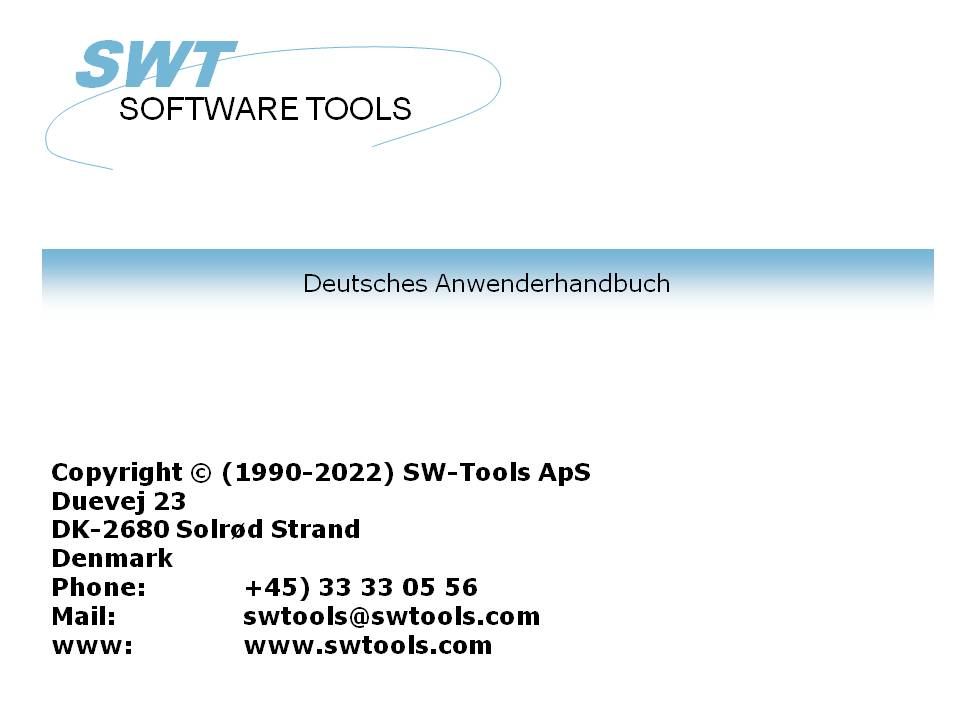 SWT
SOFTWARE TOOLS
Deutsches Anwenderhandbuch
Copyright © (1990-2022) SW-Tools ApS
Duevej 23
DK-2680 Solrød Strand
Denmark
Phone: +45) 33 33 05 56
Mail: swtools@swtools.com
www: www.swtools.com